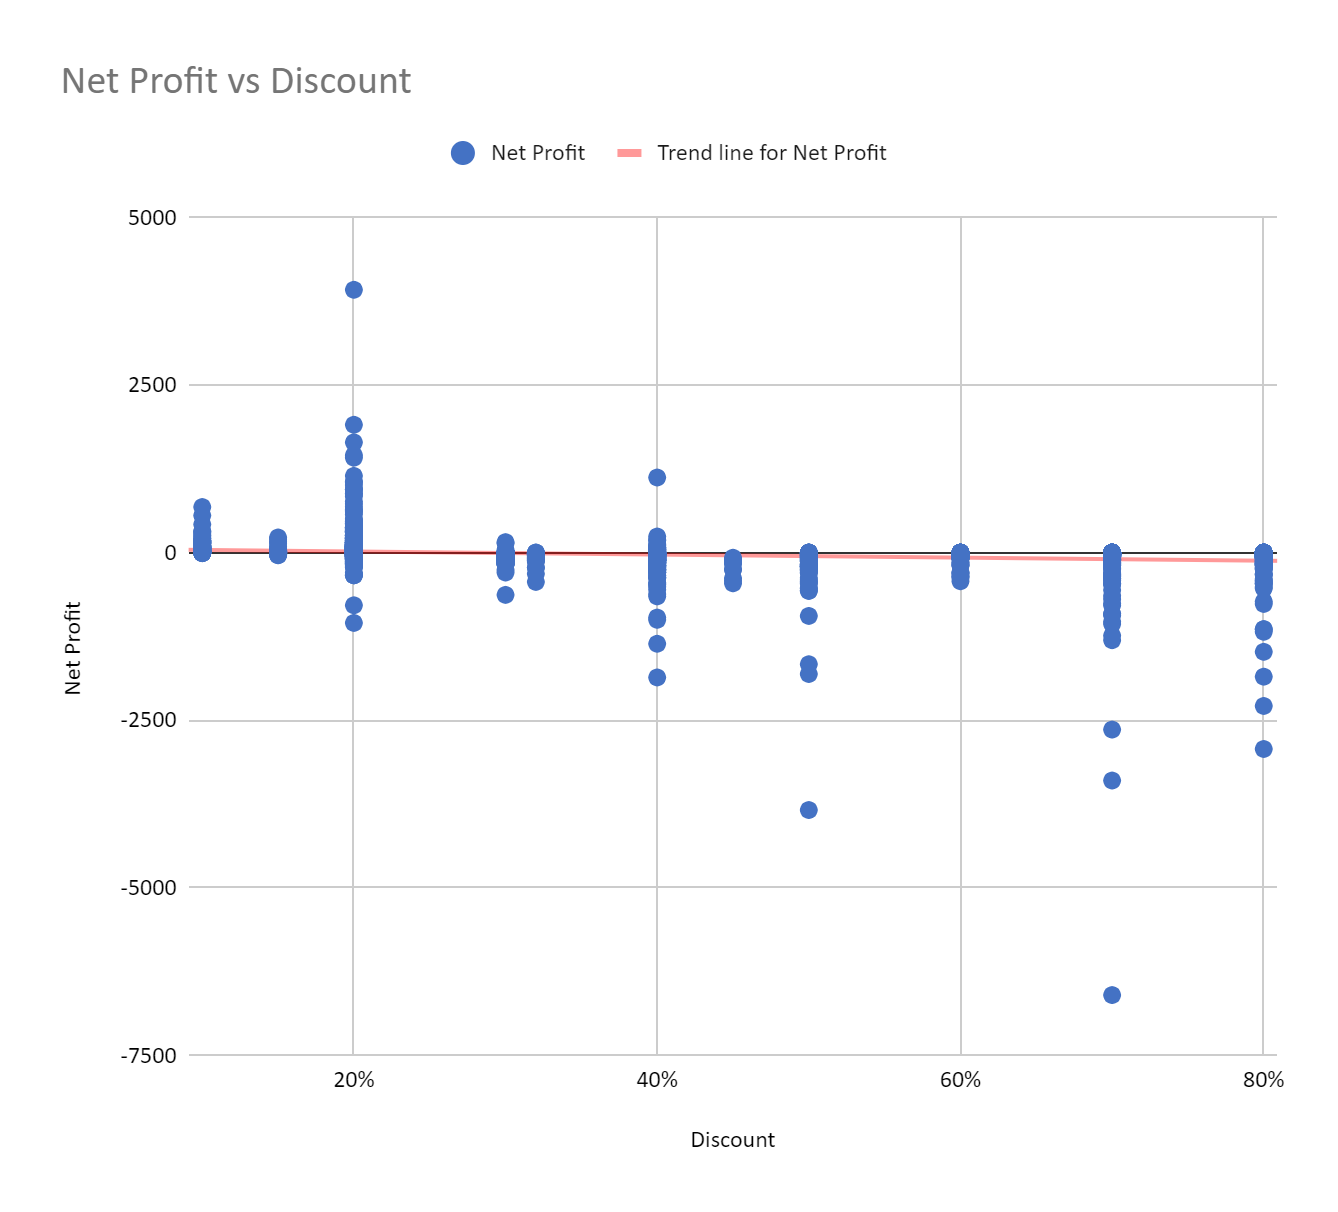 Net Profit vs Discount
Net Profit Trend line for Net Profit
5000
2500
0
-2500
-5000
-7500
Net Profit
20% 40% 60% 80%
Discount